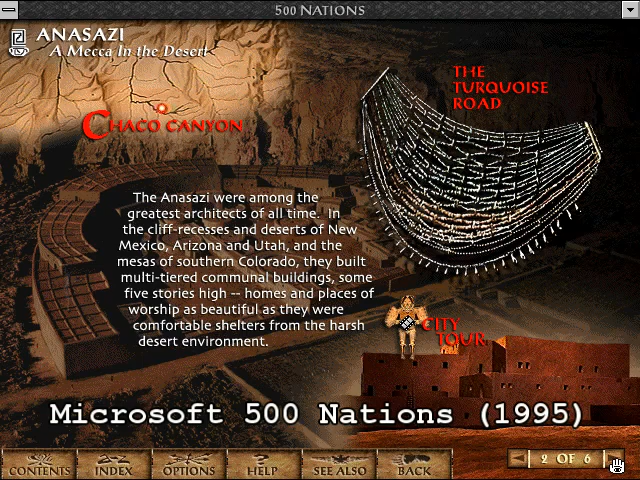 500 NATIONS
ANASAZI
A Mecca In the Desert
THE
TURQUOISE
ROAD
CHACO CANYON
The Anasazi were among the
greatest architects of all time. In
the cliff-recesses and deserts of New
Mexico, Arizona and Utah, and the
mesas of southern Colorado, they built
multi-tiered communal buildings, some
five stories high -- homes and places of
worship as beautiful as they were
comfortable shelters from the harsh
desert environment.
CITY
TOUR
Microsoft 500 Nations (1995)
CONTENTS INDEX OPTIONS HELP SEE ALSO BACK 2 OF 6